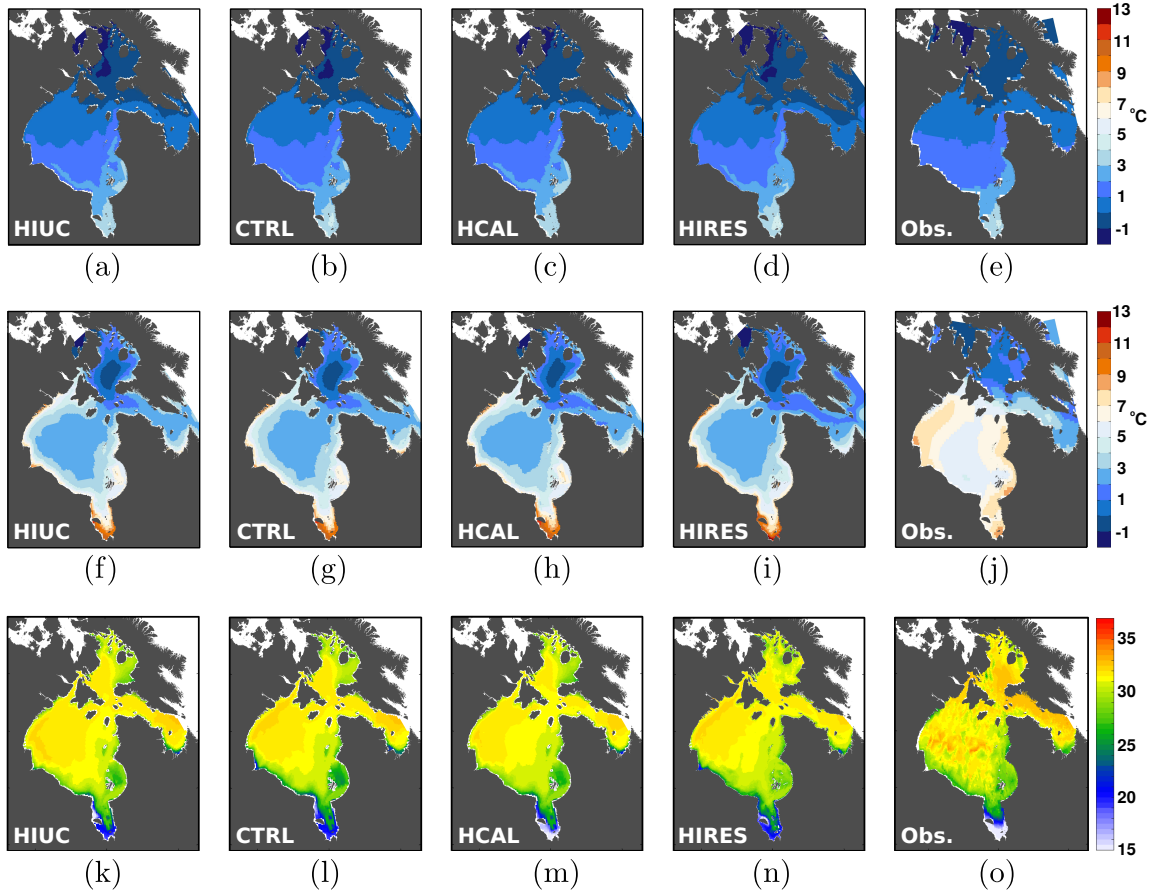 HIUC
CTRL
HCAL
HIRES
Obs.
13
11
9
7
5
3
1
-1
°C
(a)
(b)
(c)
(d)
(e)
HIUC
CTRL
HCAL
HIRES
Obs.
13
11
9
7
5
3
1
-1
°C
(f)
(g)
(h)
(i)
(j)
HIUC
CTRL
HCAL
HIRES
Obs.
35
30
25
20
15
(k)
(l)
(m)
(n)
(o)